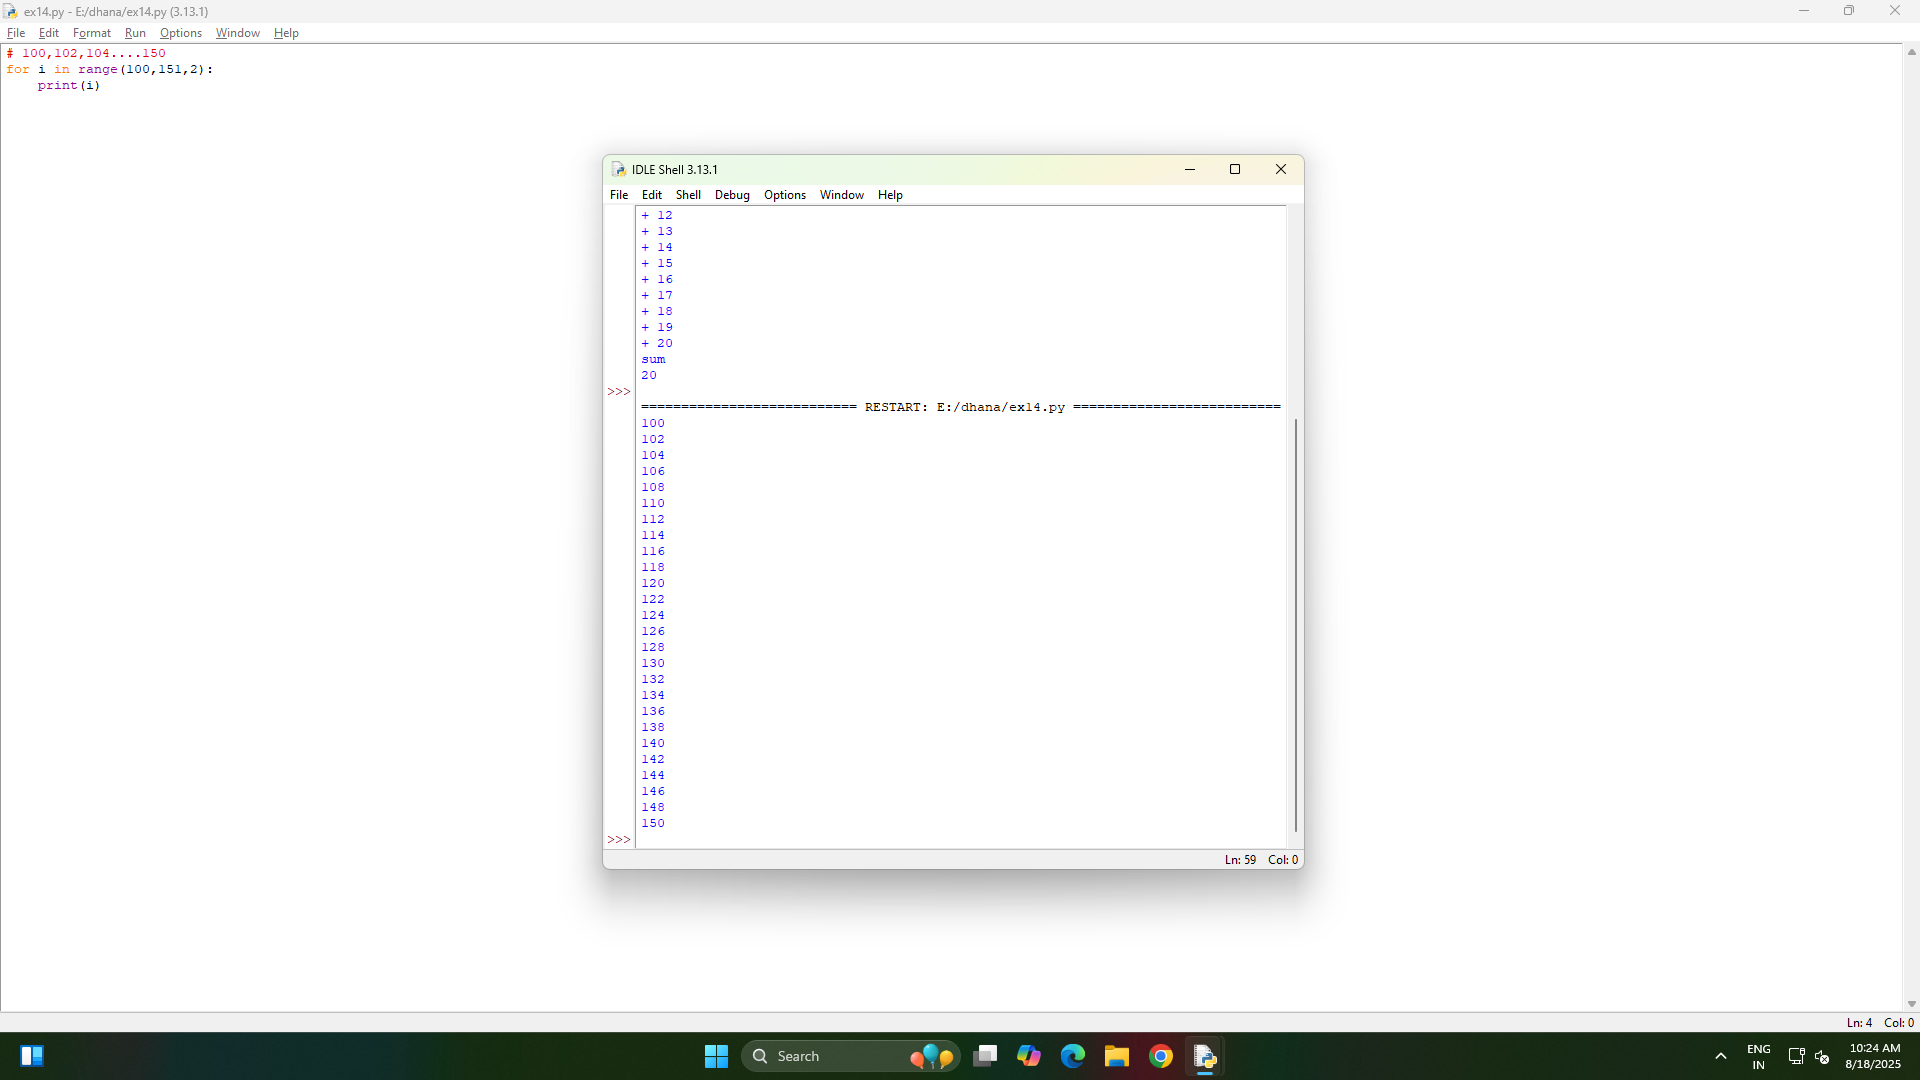 ex14.py - E:/dhana/ex14.py (3.13.1)
File Edit Format Run Options Window Help
# 100,102,104....150
for i in range(100,151,2):
    print(i)
IDLE Shell 3.13.1
File Edit Shell Debug Options Window Help
+ 12
+ 13
+ 14
+ 15
+ 16
+ 17
+ 18
+ 19
+ 20
sum
20
>>>
=========================== RESTART: E:/dhana/ex14.py ==========================
100
102
104
106
108
110
112
114
116
118
120
122
124
126
128
130
132
134
136
138
140
142
144
146
148
150
>>>
Ln: 59 Col: 0
Ln: 4 Col: 0
Search
ENG
IN
10:24 AM
8/18/2025